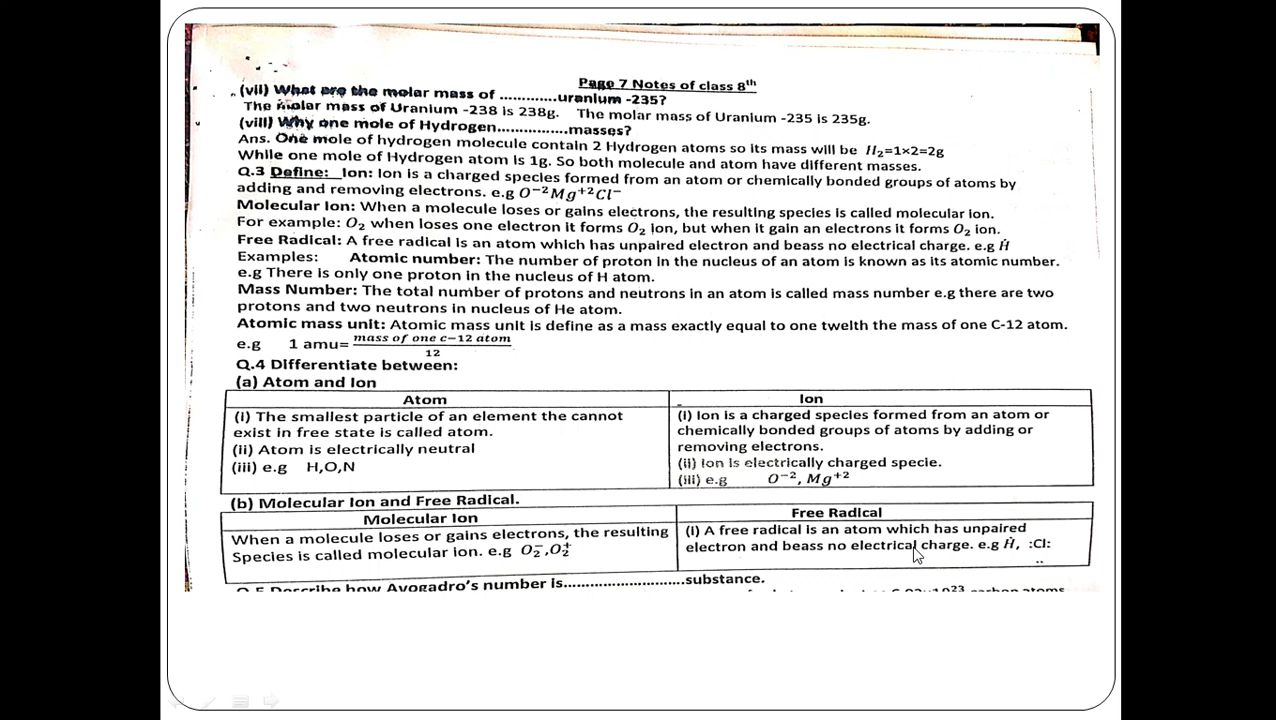 Page 7 Notes of class 8th
(vii) What are the molar mass of ............uranium -235?
The molar mass of Uranium -238 is 238g. The molar mass of Uranium -235 is 235g.
(viii) Why one mole of Hydrogen...............masses?
Ans. One mole of hydrogen molecule contain 2 Hydrogen atoms so its mass will be H₂=1×2=2g
While one mole of Hydrogen atom is 1g. So both molecule and atom have different masses.
Q.3 Define: Ion: Ion is a charged species formed from an atom or chemically bonded groups of atoms by
adding and removing electrons. e.g O⁻²Mg⁺²Cl⁻
Molecular Ion: When a molecule loses or gains electrons, the resulting species is called molecular ion.
For example: O₂ when loses one electron it forms O₂ ion, but when it gain an electrons it forms O₂ ion.
Free Radical: A free radical is an atom which has unpaired electron and beass no electrical charge. e.g Ḣ
Examples: Atomic number: The number of proton in the nucleus of an atom is known as its atomic number.
e.g There is only one proton in the nucleus of H atom.
Mass Number: The total number of protons and neutrons in an atom is called mass number e.g there are two
protons and two neutrons in nucleus of He atom.
Atomic mass unit: Atomic mass unit is define as a mass exactly equal to one twelth the mass of one C-12 atom.
e.g 1 amu= mass of one c−12 atom / 12
Q.4 Differentiate between:
(a) Atom and Ion
Atom
(i) The smallest particle of an element the cannot
exist in free state is called atom.
(ii) Atom is electrically neutral
(iii) e.g H,O,N
Ion
(i) Ion is a charged species formed from an atom or
chemically bonded groups of atoms by adding or
removing electrons.
(ii) Ion is electrically charged specie.
(iii) e.g O⁻², Mg⁺²
(b) Molecular Ion and Free Radical.
Molecular Ion
When a molecule loses or gains electrons, the resulting
Species is called molecular ion. e.g O₂⁻,O₂⁺
Free Radical
(i) A free radical is an atom which has unpaired
electron and beass no electrical charge. e.g Ḣ, :Cl:
Q.5 Describe how Avogadro's number is...........................substance.